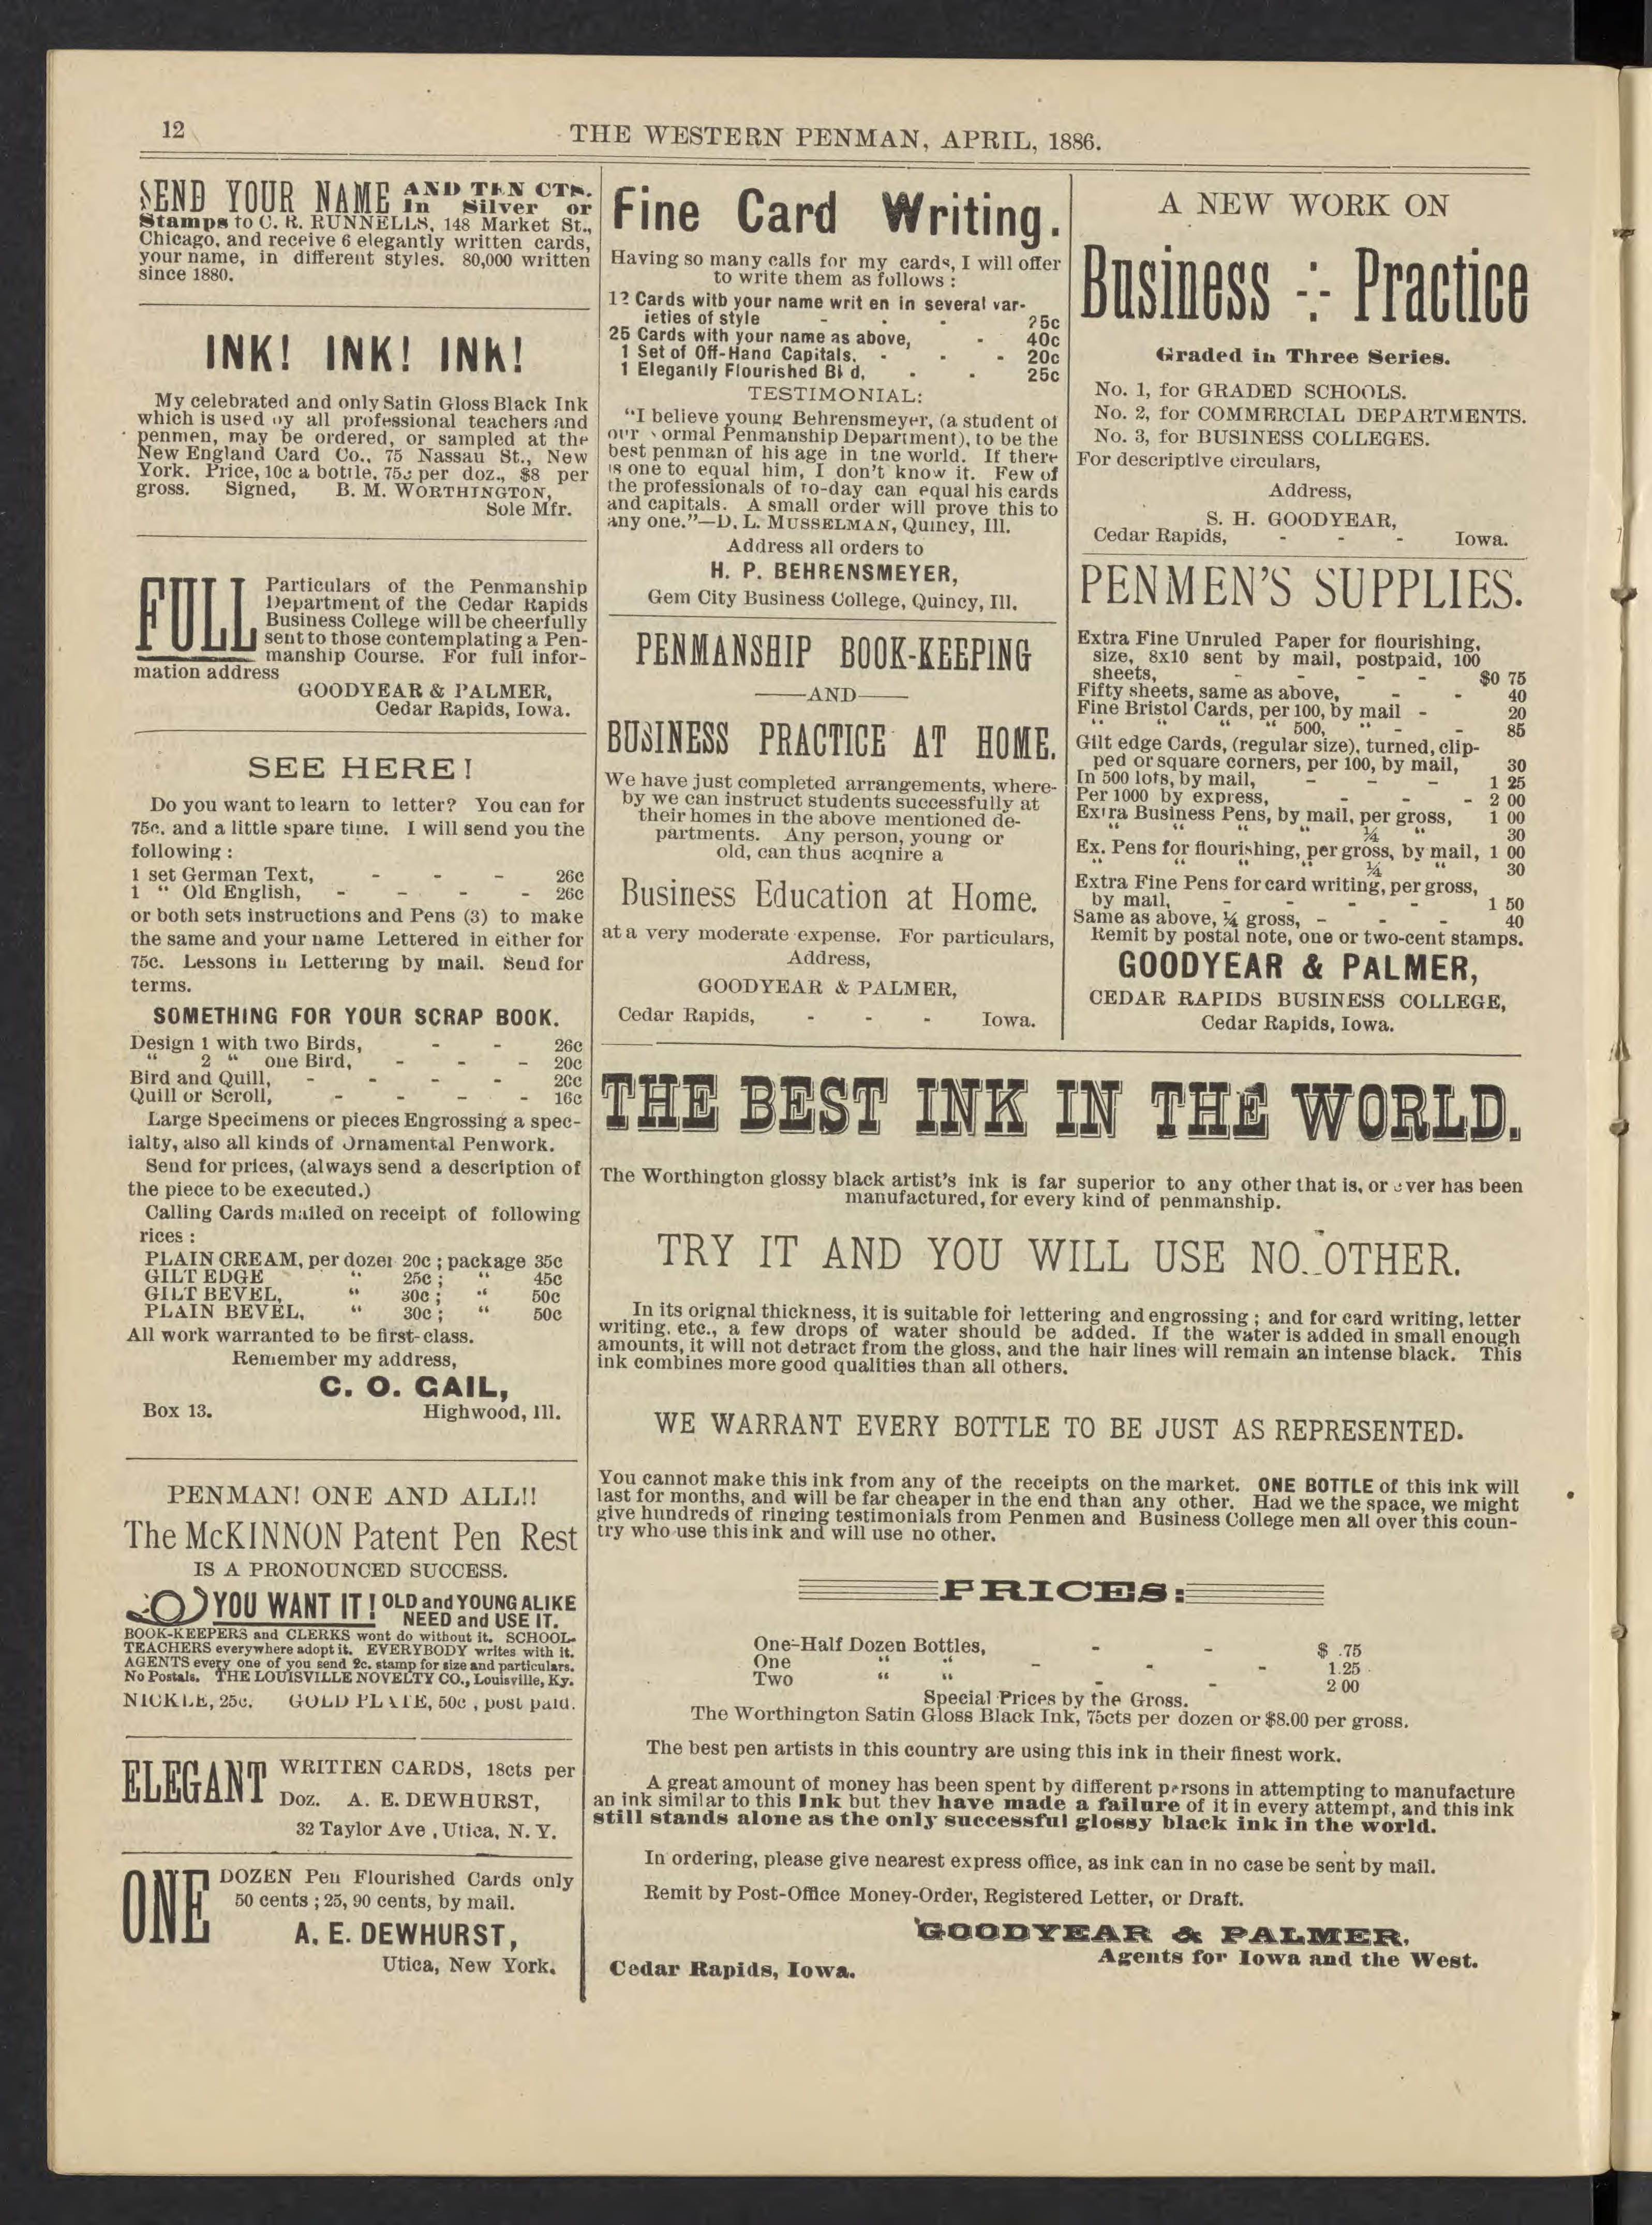 12
THE WESTERN PENMAN, APRIL, 1886.
SEND YOUR NAME AND TEN CTS.
in Silver or
Stamps to C. R. RUNNELLS, 148 Market St.,
Chicago, and receive 6 elegantly written cards,
your name, in different styles. 80,000 written
since 1880.
INK! INK! INK!
My celebrated and only Satin Gloss Black Ink
which is used by all professional teachers and
penmen, may be ordered, or sampled at the
New England Card Co., 75 Nassau St., New
York. Price, 10c a bottle, 75c per doz., $8 per
gross. Signed, B. M. WORTHINGTON,
Sole Mfr.
FULL Particulars of the Penmanship
Department of the Cedar Rapids
Business College will be cheerfully
sent to those contemplating a Pen-
manship Course. For full infor-
mation address
GOODYEAR & PALMER,
Cedar Rapids, Iowa.
SEE HERE!
Do you want to learn to letter? You can for
75c. and a little spare time. I will send you the
following:
1 set German Text, - - - 26c
1 “ Old English, - - - - 26c
or both sets instructions and Pens (3) to make
the same and your name Lettered in either for
75c. Lessons in Lettering by mail. Send for
terms.
SOMETHING FOR YOUR SCRAP BOOK.
Design 1 with two Birds, - - 26c
“ 2 “ one Bird, - - - 20c
Bird and Quill, - - - - 20c
Quill or Scroll, - - - - 16c
Large Specimens or pieces Engrossing a spec-
ialty, also all kinds of Ornamental Penwork.
Send for prices, (always send a description of
the piece to be executed.)
Calling Cards mailed on receipt of following
rices:
PLAIN CREAM, per dozen 20c; package 35c
GILT EDGE “ 25c; “ 45c
GILT BEVEL, “ 30c; “ 50c
PLAIN BEVEL, “ 30c; “ 50c
All work warranted to be first-class.
Remember my address,
C. O. GAIL,
Box 13. Highwood, Ill.
PENMAN! ONE AND ALL!!
The McKINNON Patent Pen Rest
IS A PRONOUNCED SUCCESS.
YOU WANT IT! OLD and YOUNG ALIKE
NEED and USE IT.
BOOK-KEEPERS and CLERKS wont do without it. SCHOOL-
TEACHERS everywhere adopt it. EVERYBODY writes with it.
AGENTS every one of you send 2c. stamp for size and particulars.
No Postals. THE LOUISVILLE NOVELTY CO., Louisville, Ky.
NICKLE, 25c. GOLD PLATE, 50c, post paid.
ELEGANT WRITTEN CARDS, 18cts per
Doz. A. E. DEWHURST,
32 Taylor Ave, Utica, N. Y.
ONE DOZEN Pen Flourished Cards only
50 cents; 25, 90 cents, by mail.
A. E. DEWHURST,
Utica, New York.
Fine Card Writing.
Having so many calls for my cards, I will offer
to write them as follows:
12 Cards with your name writ en in several var-
ieties of style - - - 25c
25 Cards with your name as above, - 40c
1 Set of Off-Hand Capitals, - - - 20c
1 Elegantly Flourished Bi d, - - 25c
TESTIMONIAL:
“I believe young Behrensmeyer, (a student of
our Normal Penmanship Department), to be the
best penman of his age in tne world. If there
is one to equal him, I don't know it. Few of
the professionals of to-day can equal his cards
and capitals. A small order will prove this to
any one.”—D. L. MUSSELMAN, Quincy, Ill.
Address all orders to
H. P. BEHRENSMEYER,
Gem City Business College, Quincy, Ill.
PENMANSHIP BOOK-KEEPING
—AND—
BUSINESS PRACTICE AT HOME.
We have just completed arrangements, where-
by we can instruct students successfully at
their homes in the above mentioned de-
partments. Any person, young or
old, can thus acqnire a
Business Education at Home.
at a very moderate expense. For particulars,
Address,
GOODYEAR & PALMER,
Cedar Rapids, - - - Iowa.
A NEW WORK ON
Business Practice
Graded in Three Series.
No. 1, for GRADED SCHOOLS.
No. 2, for COMMERCIAL DEPARTMENTS.
No. 3, for BUSINESS COLLEGES.
For descriptive circulars,
Address,
S. H. GOODYEAR,
Cedar Rapids, - - - Iowa.
PENMEN'S SUPPLIES.
Extra Fine Unruled Paper for flourishing,
size, 8x10 sent by mail, postpaid, 100
sheets, - - - - $0 75
Fifty sheets, same as above, - - 40
Fine Bristol Cards, per 100, by mail - 20
“ “ “ “ 500, “ - - 85
Gilt edge Cards, (regular size), turned, clip-
ped or square corners, per 100, by mail, 30
In 500 lots, by mail, - - - 1 25
Per 1000 by express, - - - 2 00
Extra Business Pens, by mail, per gross, 1 00
“ “ “ “ ¼ “ 30
Ex. Pens for flourishing, per gross, by mail, 1 00
“ “ “ “ ¼ “ 30
Extra Fine Pens for card writing, per gross,
by mail, - - - - 1 50
Same as above, ¼ gross, - - - 40
Remit by postal note, one or two-cent stamps.
GOODYEAR & PALMER,
CEDAR RAPIDS BUSINESS COLLEGE,
Cedar Rapids, Iowa.
THE BEST INK IN THE WORLD.
The Worthington glossy black artist's ink is far superior to any other that is, or ever has been
manufactured, for every kind of penmanship.
TRY IT AND YOU WILL USE NO OTHER.
In its orignal thickness, it is suitable for lettering and engrossing; and for card writing, letter
writing, etc., a few drops of water should be added. If the water is added in small enough
amounts, it will not detract from the gloss, and the hair lines will remain an intense black. This
ink combines more good qualities than all others.
WE WARRANT EVERY BOTTLE TO BE JUST AS REPRESENTED.
You cannot make this ink from any of the receipts on the market. ONE BOTTLE of this ink will
last for months, and will be far cheaper in the end than any other. Had we the space, we might
give hundreds of ringing testimonials from Penmen and Business College men all over this coun-
try who use this ink and will use no other.
PRICES:
One-Half Dozen Bottles, - - $ .75
One “ “ - - - 1.25
Two “ “ - - 2 00
Special Prices by the Gross.
The Worthington Satin Gloss Black Ink, 75cts per dozen or $8.00 per gross.
The best pen artists in this country are using this ink in their finest work.
A great amount of money has been spent by different persons in attempting to manufacture
an ink similar to this Ink but they have made a failure of it in every attempt, and this ink
still stands alone as the only successful glossy black ink in the world.
In ordering, please give nearest express office, as ink can in no case be sent by mail.
Remit by Post-Office Money-Order, Registered Letter, or Draft.
GOODYEAR & PALMER,
Agents for Iowa and the West.
Cedar Rapids, Iowa.